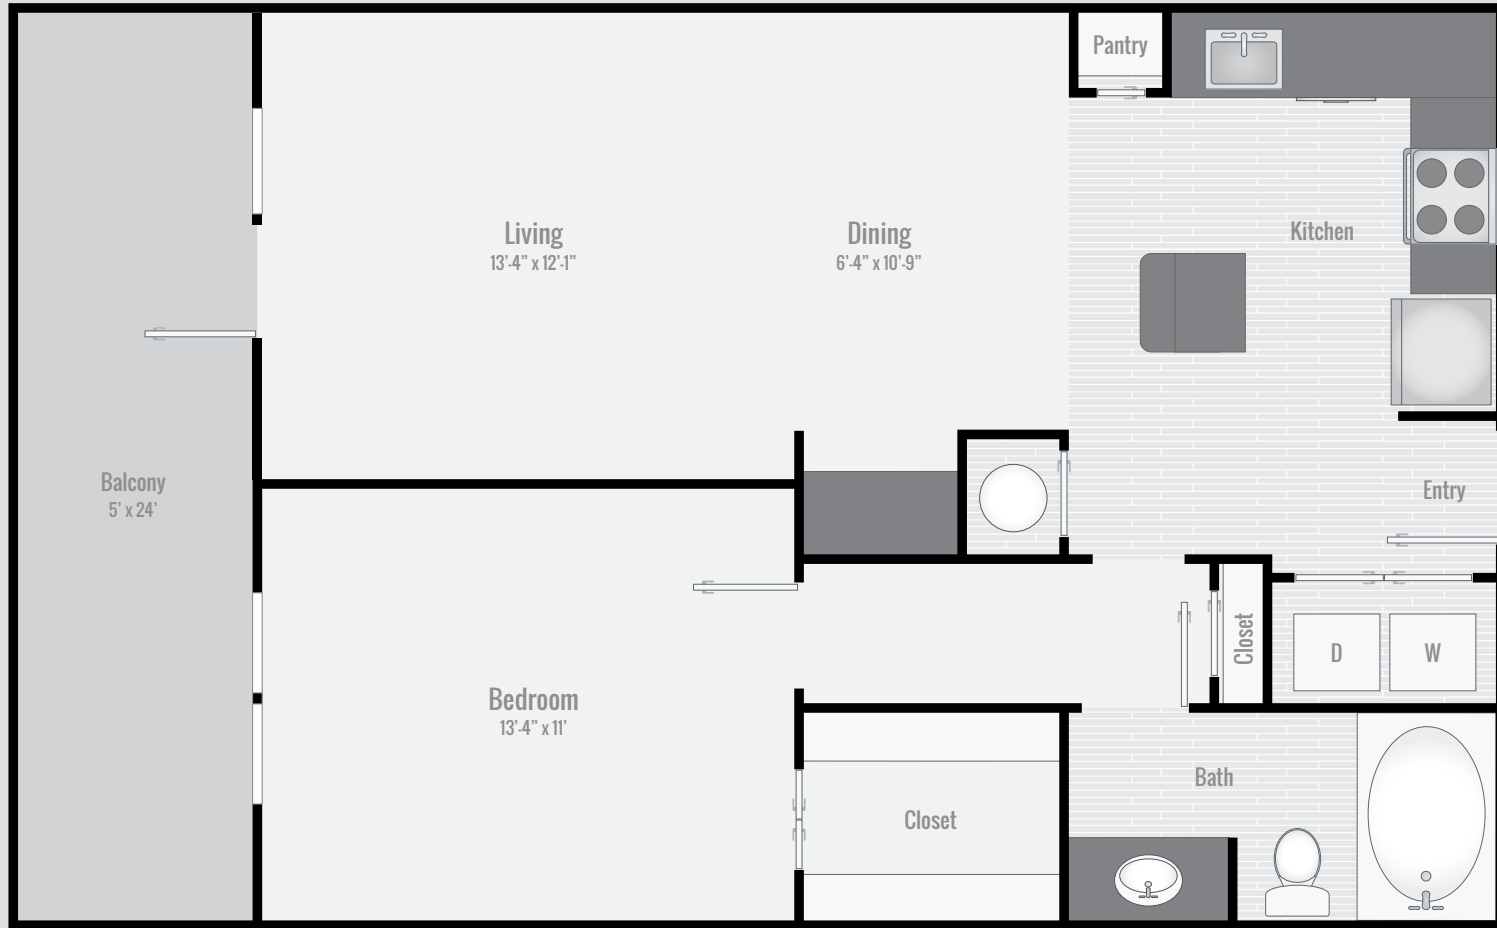 Pantry
Kitchen
Living
13'-4” x 12'-1”
Dining
6'-4” x 10'-9”
Balcony
5' x 24'
Entry
Closet
D
W
Bedroom
13'-4” x 11'
Bath
Closet